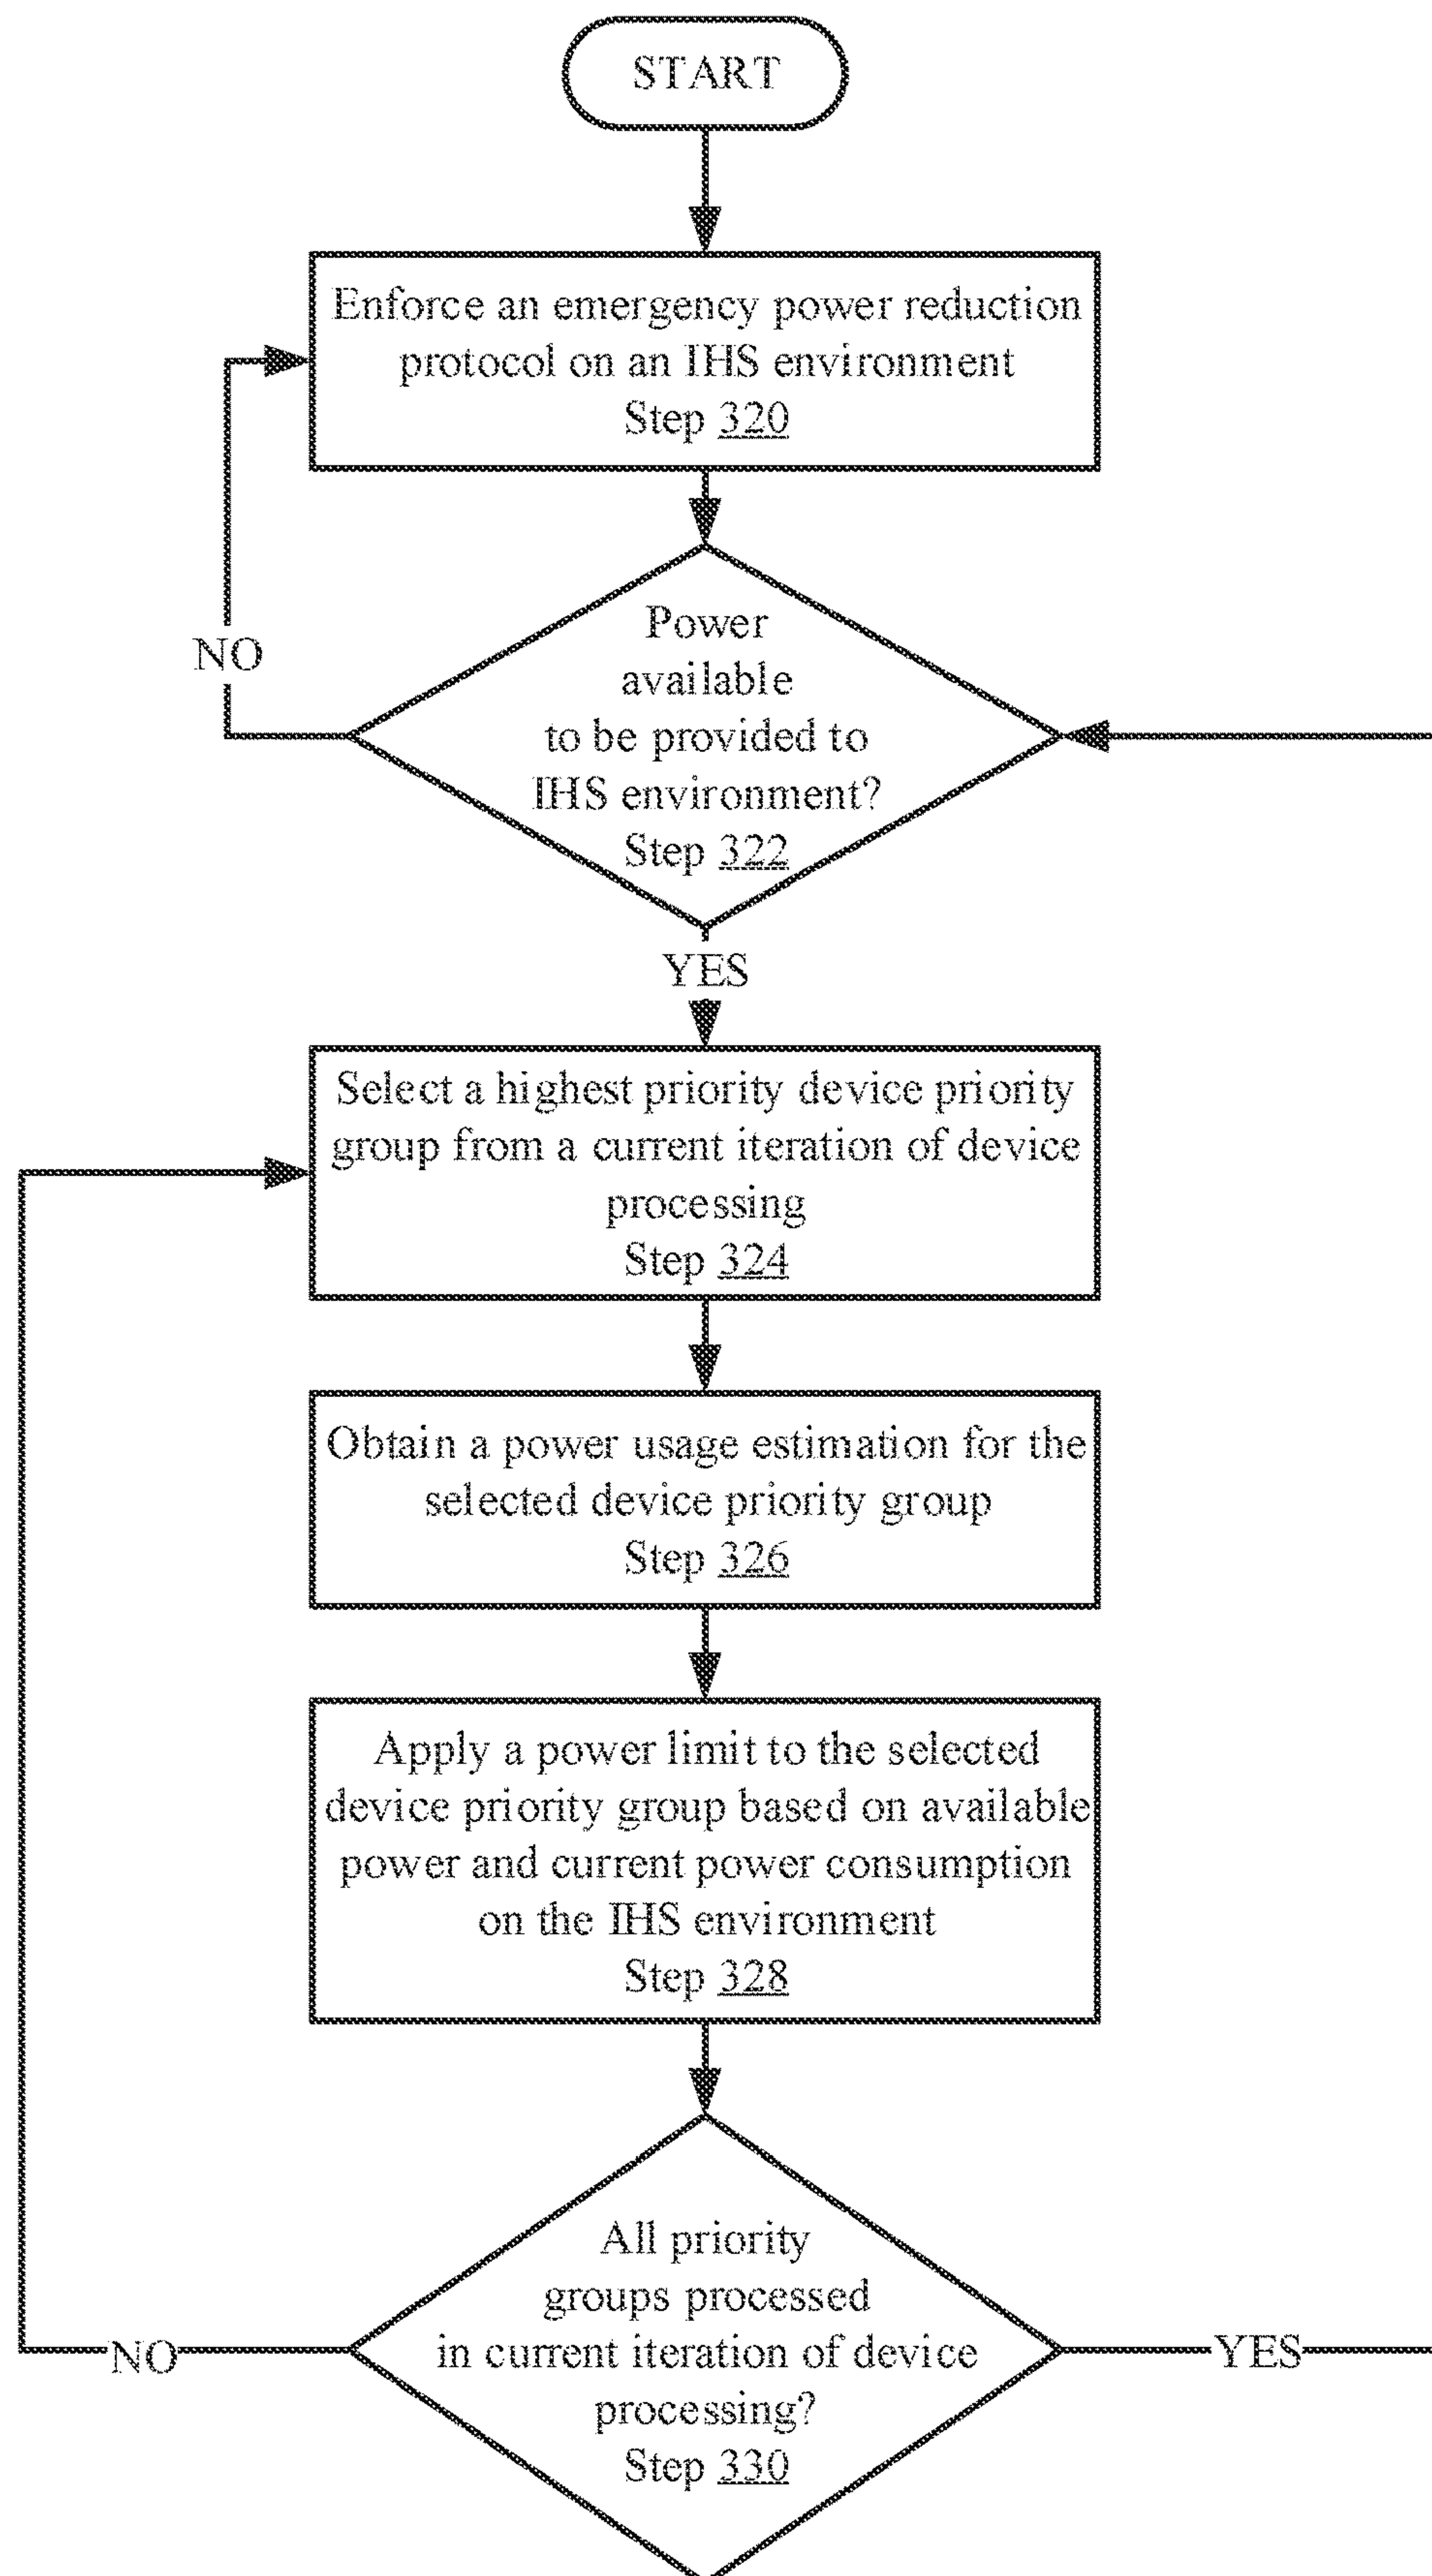 START
Enforce an emergency power reduction
protocol on an IHS environment
Step 320
NO
Power
available
to be provided to
IHS environment?
Step 322
YES
Select a highest priority device priority
group from a current iteration of device
processing
Step 324
Obtain a power usage estimation for the
selected device priority group
Step 326
Apply a power limit to the selected
device priority group based on available
power and current power consumption
on the IHS environment
Step 328
All priority
groups processed
in current iteration of device
processing?
Step 330
NO
YES